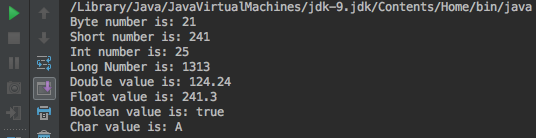 /Library/Java/JavaVirtualMachines/jdk-9.jdk/Contents/Home/bin/java
Byte number is: 21
Short number is: 241
Int number is: 25
Long Number is: 1313
Double value is: 124.24
Float value is: 241.3
Boolean value is: true
Char value is: A